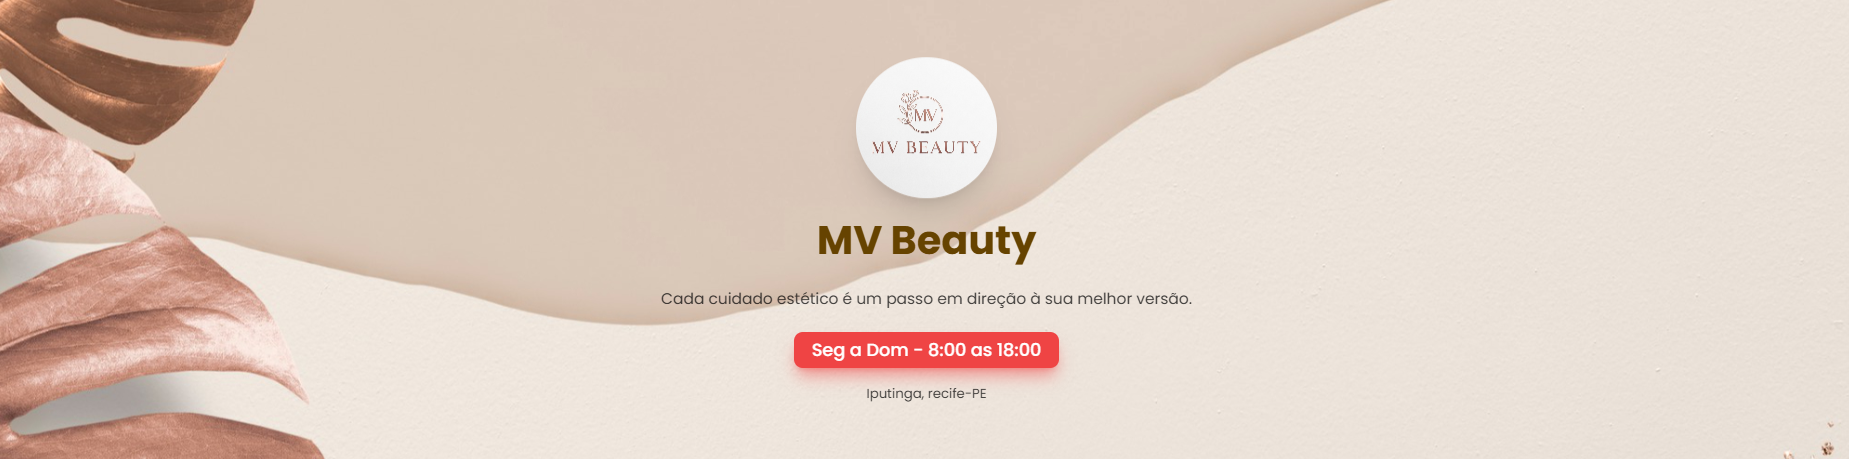 MV
MV BEAUTY
MV Beauty
Cada cuidado estético é um passo em direção à sua melhor versão.
Seg a Dom - 8:00 as 18:00
Iputinga, recife-PE